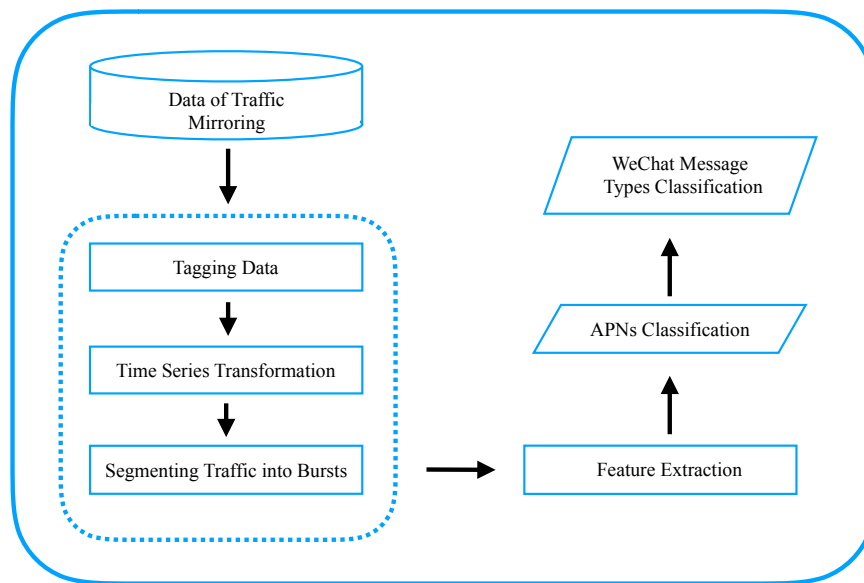 Data of Traffic
Mirroring
Tagging Data
Time Series Transformation
Segmenting Traffic into Bursts
Feature Extraction
APNs Classification
WeChat Message
Types Classification